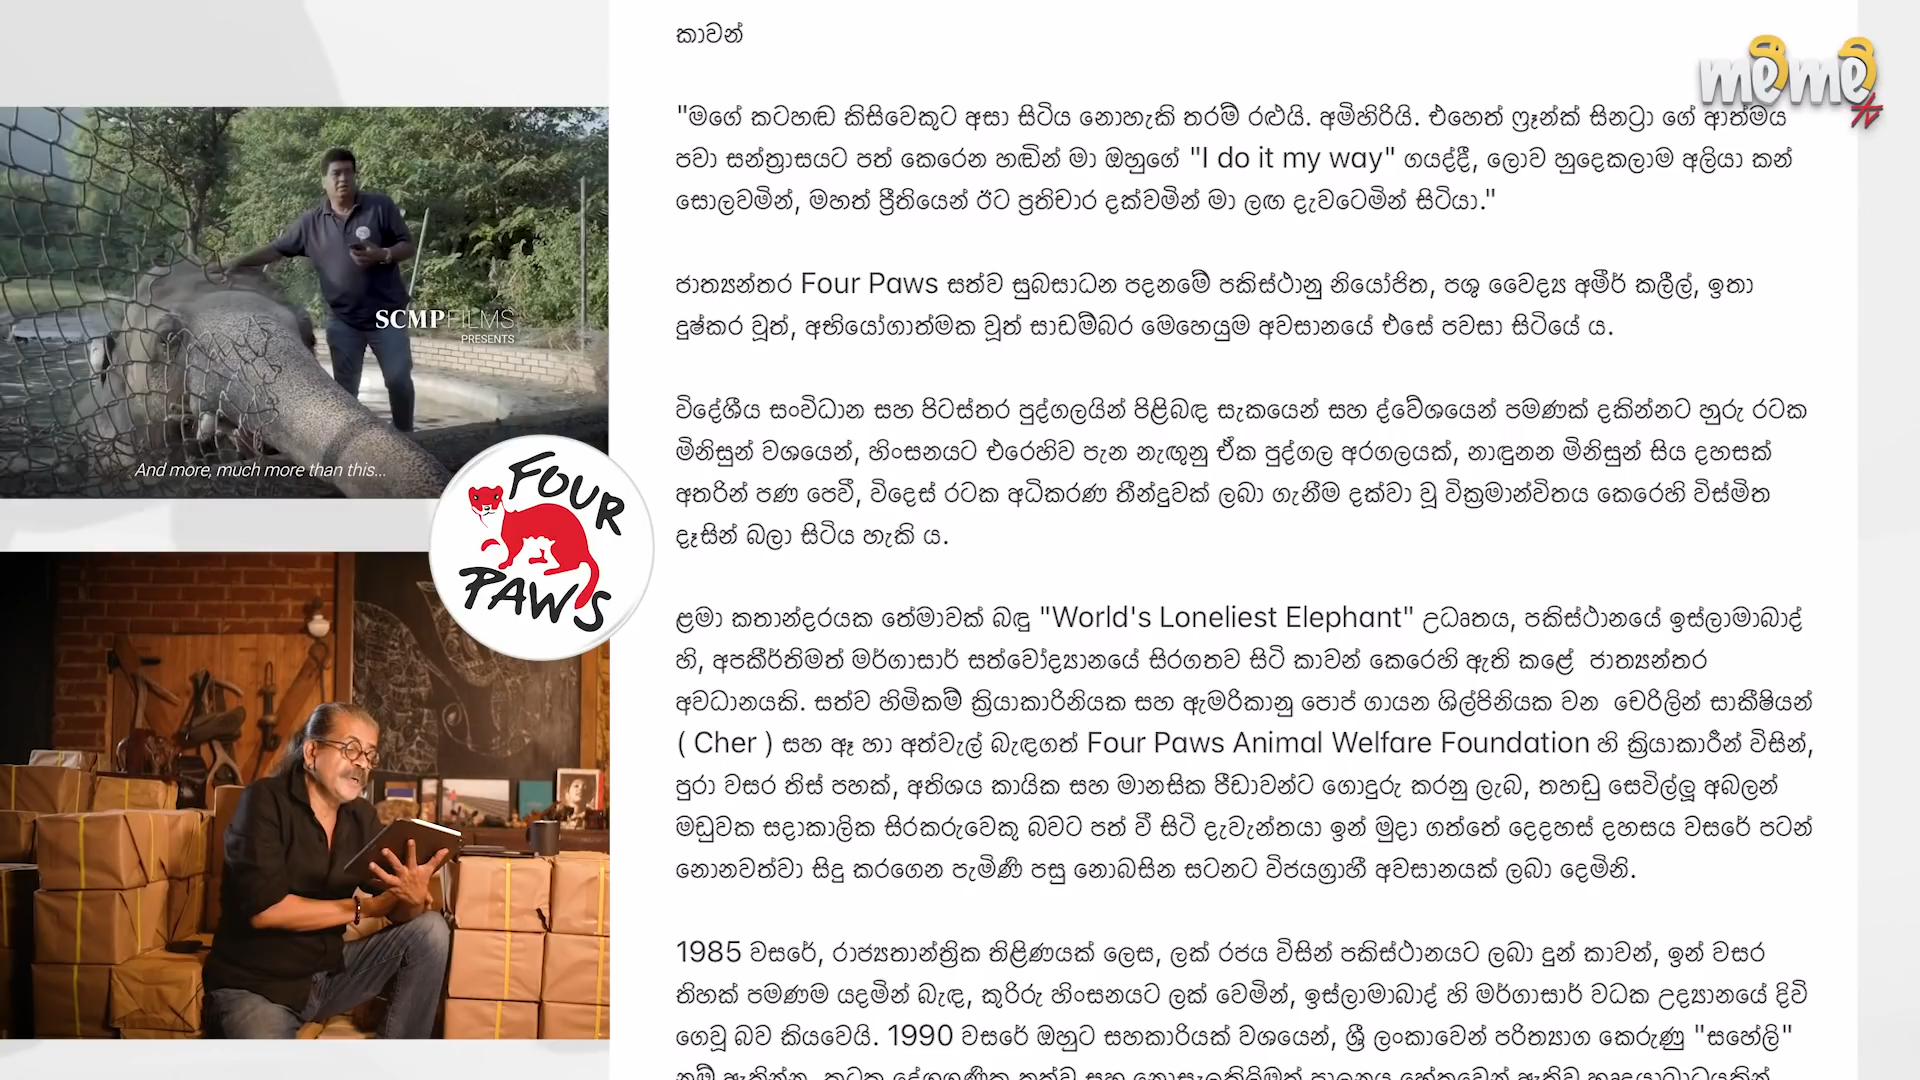 කාවන්
"මගේ කටහඬ කිසිවෙකුට අසා සිටිය නොහැකි තරම් රළුයි. අමිහිරියි. එහෙත් ෆ්‍රෑන්ක් සිනට්‍රා ගේ ආත්මය
පවා සන්ත්‍රාසයට පත් කෙරෙන හඬින් මා ඔහුගේ "I do it my way" ගයද්දී, ලොව හුදෙකලාම අලියා කන්
සොලවමින්, මහත් ප්‍රීතියෙන් ඊට ප්‍රතිචාර දක්වමින් මා ලඟ දැවටෙමින් සිටියා."
ජාත්‍යන්තර Four Paws සත්ව සුබසාධන පදනමේ පකිස්ථානු නියෝජිත, පශු වෛද්‍ය අමීර් කලීල්, ඉතා
දුෂ්කර වූත්, අභියෝගාත්මක වූත් සාඩම්බර මෙහෙයුම අවසානයේ එසේ පවසා සිටියේ ය.
විදේශීය සංවිධාන සහ පිටස්තර පුද්ගලයින් පිළිබඳ සැකයෙන් සහ ද්වේශයෙන් පමණක් දකින්නට හුරු රටක
මිනිසුන් වශයෙන්, හිංසනයට එරෙහිව පැන නැඟුනු ඒක පුද්ගල අරගලයක්, නාඳුනන මිනිසුන් සිය දහසක්
අතරින් පණ පෙවී, විදෙස් රටක අධිකරණ තීන්දුවක් ලබා ගැනීම දක්වා වූ වික්‍රමාන්විතය කෙරෙහි විස්මිත
දෑසින් බලා සිටිය හැකි ය.
ළමා කතාන්දරයක තේමාවක් බඳු "World's Loneliest Elephant" උධෘතය, පකිස්ථානයේ ඉස්ලාමාබාද්
හි, අපකීර්තිමත් මර්ගාසාර් සත්වෝද්‍යානයේ සිරගතව සිටි කාවන් කෙරෙහි ඇති කළේ  ජාත්‍යන්තර
අවධානයකි. සත්ව හිමිකම් ක්‍රියාකාරිනියක සහ ඇමරිකානු පොප් ගායන ශිල්පිනියක වන  චෙරිලින් සාකීෂියන්
( Cher ) සහ ඈ හා අත්වැල් බැඳගත් Four Paws Animal Welfare Foundation හි ක්‍රියාකාරීන් විසින්,
පුරා වසර තිස් පහක්, අතිශය කායික සහ මානසික පීඩාවන්ට ගොදුරු කරනු ලැබ, තහඩු සෙවිල්ලූ අබලන්
මඩුවක සදාකාලික සිරකරුවෙකු බවට පත් වී සිටි දැවැන්තයා ඉන් මුදා ගත්තේ දෙදහස් දහසය වසරේ පටන්
නොනවත්වා සිදු කරගෙන පැමිණි පසු නොබසින සටනට විජයග්‍රාහී අවසානයක් ලබා දෙමිනි.
1985 වසරේ, රාජ්‍යතාන්ත්‍රික තිළිණයක් ලෙස, ලක් රජය විසින් පකිස්ථානයට ලබා දුන් කාවන්, ඉන් වසර
තිහක් පමණම යදමින් බැඳ, කුරිරු හිංසනයට ලක් වෙමින්, ඉස්ලාමාබාද් හි මර්ගාසාර් වධක උද්‍යානයේ දිවි
ගෙවූ බව කියවෙයි. 1990 වසරේ ඔහුට සහකාරියක් වශයෙන්, ශ්‍රී ලංකාවෙන් පරිත්‍යාග කෙරුණු "සහේලි"
SCMPFILMS
PRESENTS
And more, much more than this...
FOUR
PAWS
meme
tv